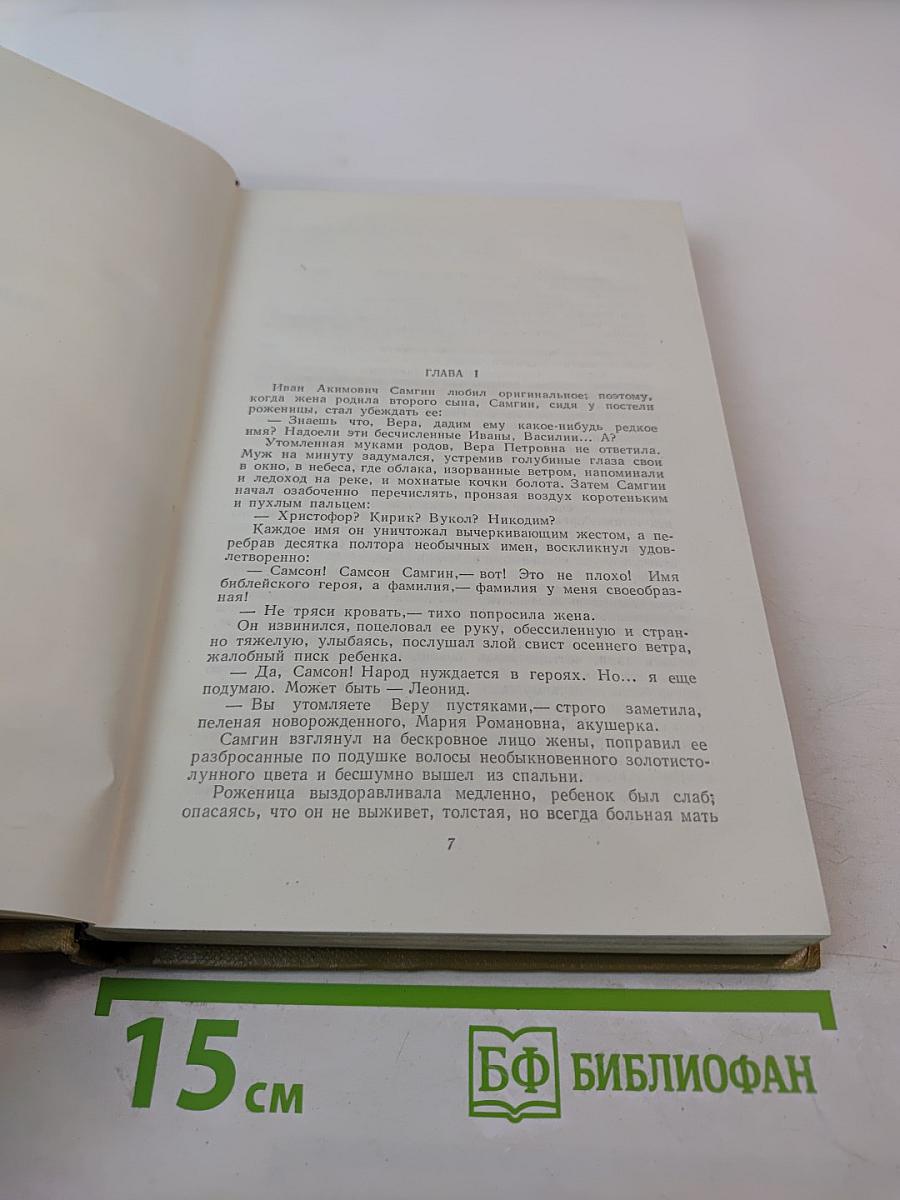 ГЛАВА I
Иван Акимович Самгин любил оригинальное; поэтому,
когда жена родила второго сына, Самгин, сидя у постели
роженицы, стал убеждать ее:
— Знаешь что, Вера, дадим ему какое-нибудь редкое
имя? Надоели эти бесчисленные Иваны, Василии... А?
Утомленная муками родов, Вера Петровна не ответила.
Муж на минуту задумался, устремив голубиные глаза свои
в окно, в небеса, где облака, изорванные ветром, напоминали
и ледоход на реке, и мохнатые кочки болота. Затем Самгин
начал озабоченно перечислять, пронзая воздух коротеньким
и пухлым пальцем:
— Христофор? Кирик? Вукол? Никодим?
Каждое имя он уничтожал вычеркивающим жестом, а пе-
ребрав десятка полтора необычных имен, воскликнул удов-
летворенно:
— Самсон! Самсон Самгин,— вот! Это не плохо! Имя
библейского героя, а фамилия,— фамилия у меня своеобраз-
ная!
— Не тряси кровать,— тихо попросила жена.
Он извинился, поцеловал ее руку, обессиленную и стран-
но тяжелую, улыбаясь, послушал злой свист осеннего ветра,
жалобный писк ребенка.
— Да, Самсон! Народ нуждается в героях. Но... я еще
подумаю. Может быть — Леонид.
— Вы утомляете Веру пустяками,— строго заметила,
пеленая новорожденного, Мария Романовна, акушерка.
Самгин взглянул на бескровное лицо жены, поправил ее
разбросанные по подушке волосы необыкновенного золотисто-
лунного цвета и бесшумно вышел из спальни.
Роженица выздоравливала медленно, ребенок был слаб;
опасаясь, что он не выживет, толстая, но всегда больная мать
7
15 см
БФ БИБЛИОФАН